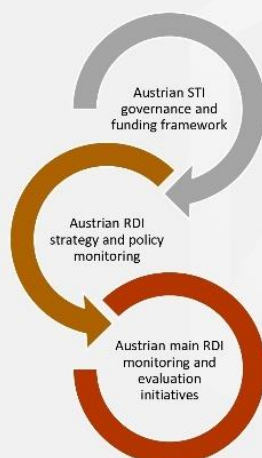 Austrian STI
governance and
funding framework
Austrian RDI
strategy and policy
monitoring
Austrian main RDI
monitoring and
evaluation
initiatives